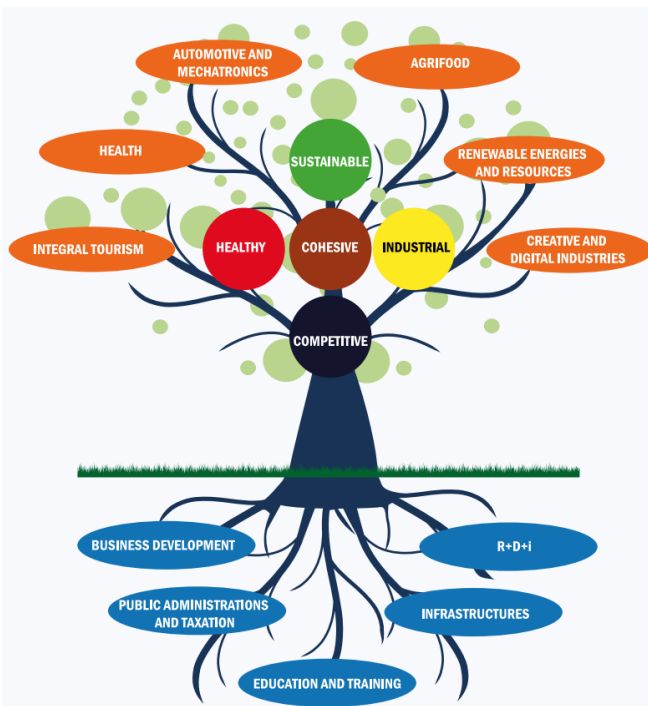 AUTOMOTIVE AND
MECHATRONICS
AGRIFOOD
HEALTH
SUSTAINABLE
RENEWABLE ENERGIES
AND RESOURCES
INTEGRAL TOURISM
HEALTHY
COHESIVE
INDUSTRIAL
CREATIVE AND
DIGITAL INDUSTRIES
COMPETITIVE
BUSINESS DEVELOPMENT
R+D+i
PUBLIC ADMINISTRATIONS
AND TAXATION
INFRASTRUCTURES
EDUCATION AND TRAINING